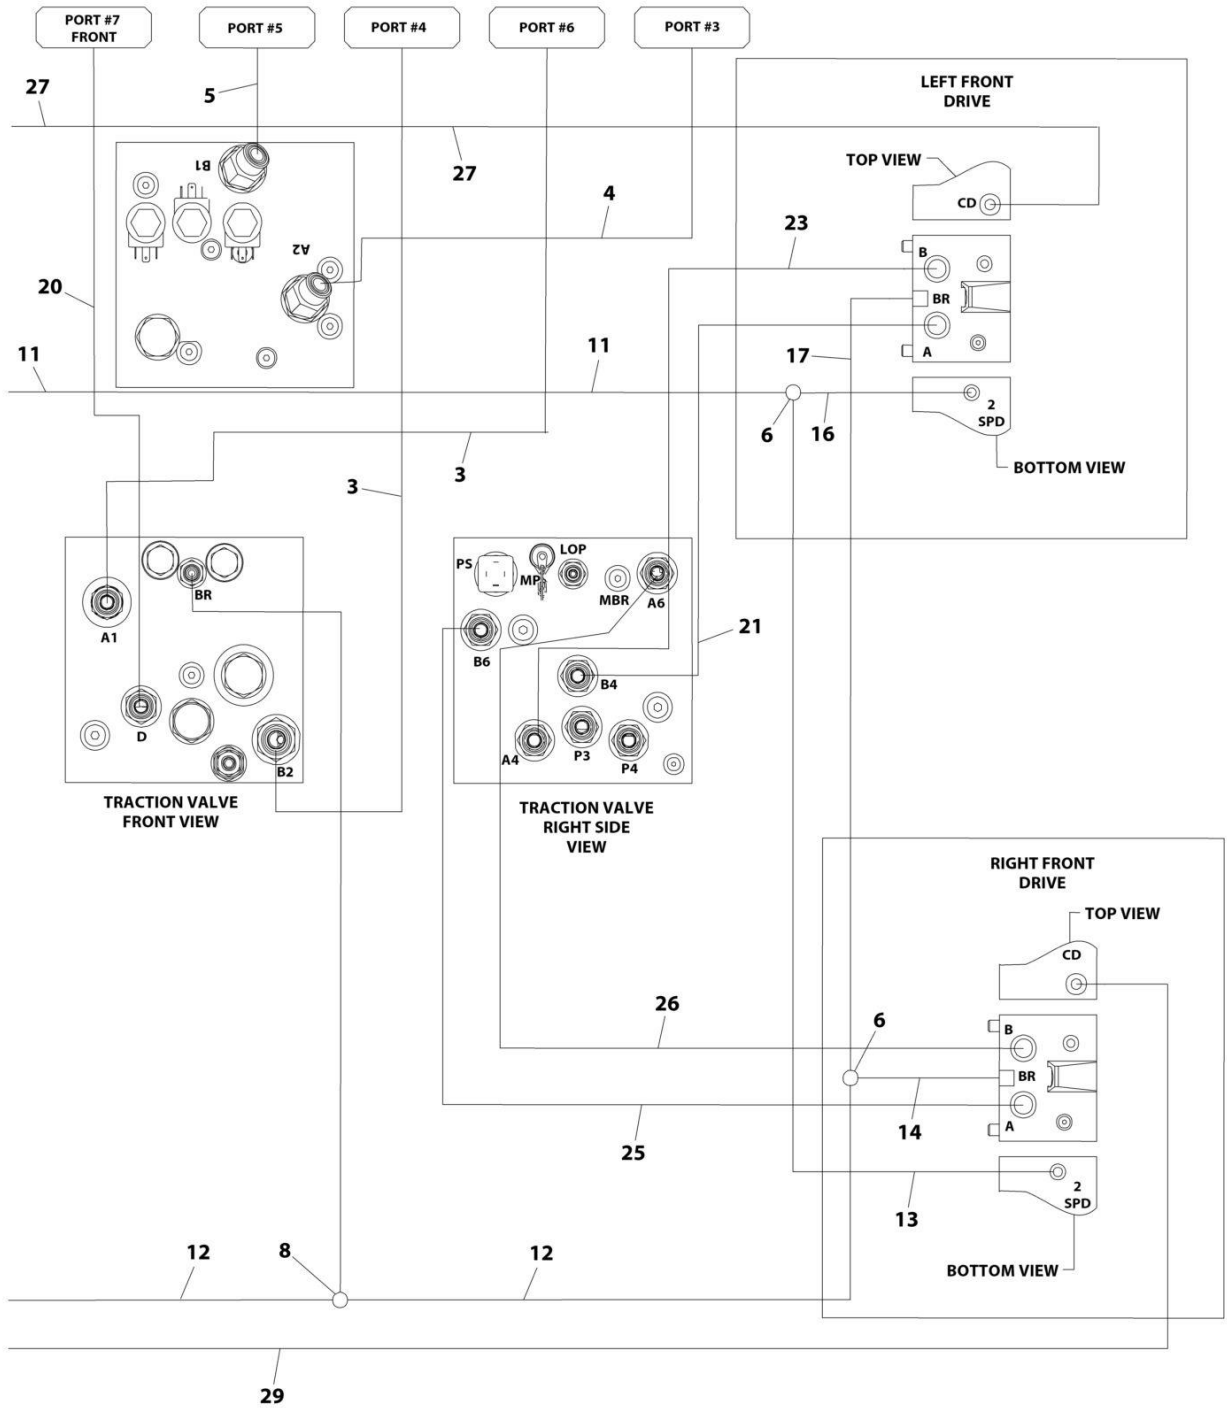 PORT #7
FRONT
PORT #5
PORT #4
PORT #6
PORT #3
LEFT FRONT
DRIVE
27
5
27
TOP VIEW
CD
B1
4
A2
23
B
BR
A
20
11
11
17
6
16
2
SPD
BOTTOM VIEW
3
3
PS
MP
LOP
MBR
A6
BR
A1
21
B6
B4
D
B2
A4
P3
P4
TRACTION VALVE
FRONT VIEW
TRACTION VALVE
RIGHT SIDE
VIEW
RIGHT FRONT
DRIVE
TOP VIEW
CD
26
6
B
BR
A
14
25
2
SPD
13
BOTTOM VIEW
12
8
12
29